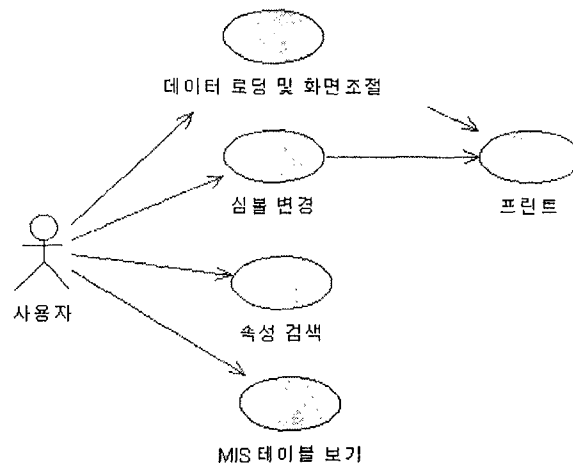 데이터 로딩 및 화면조절
심볼 변경
프린트
사용자
속성 검색
MIS 테이블 보기